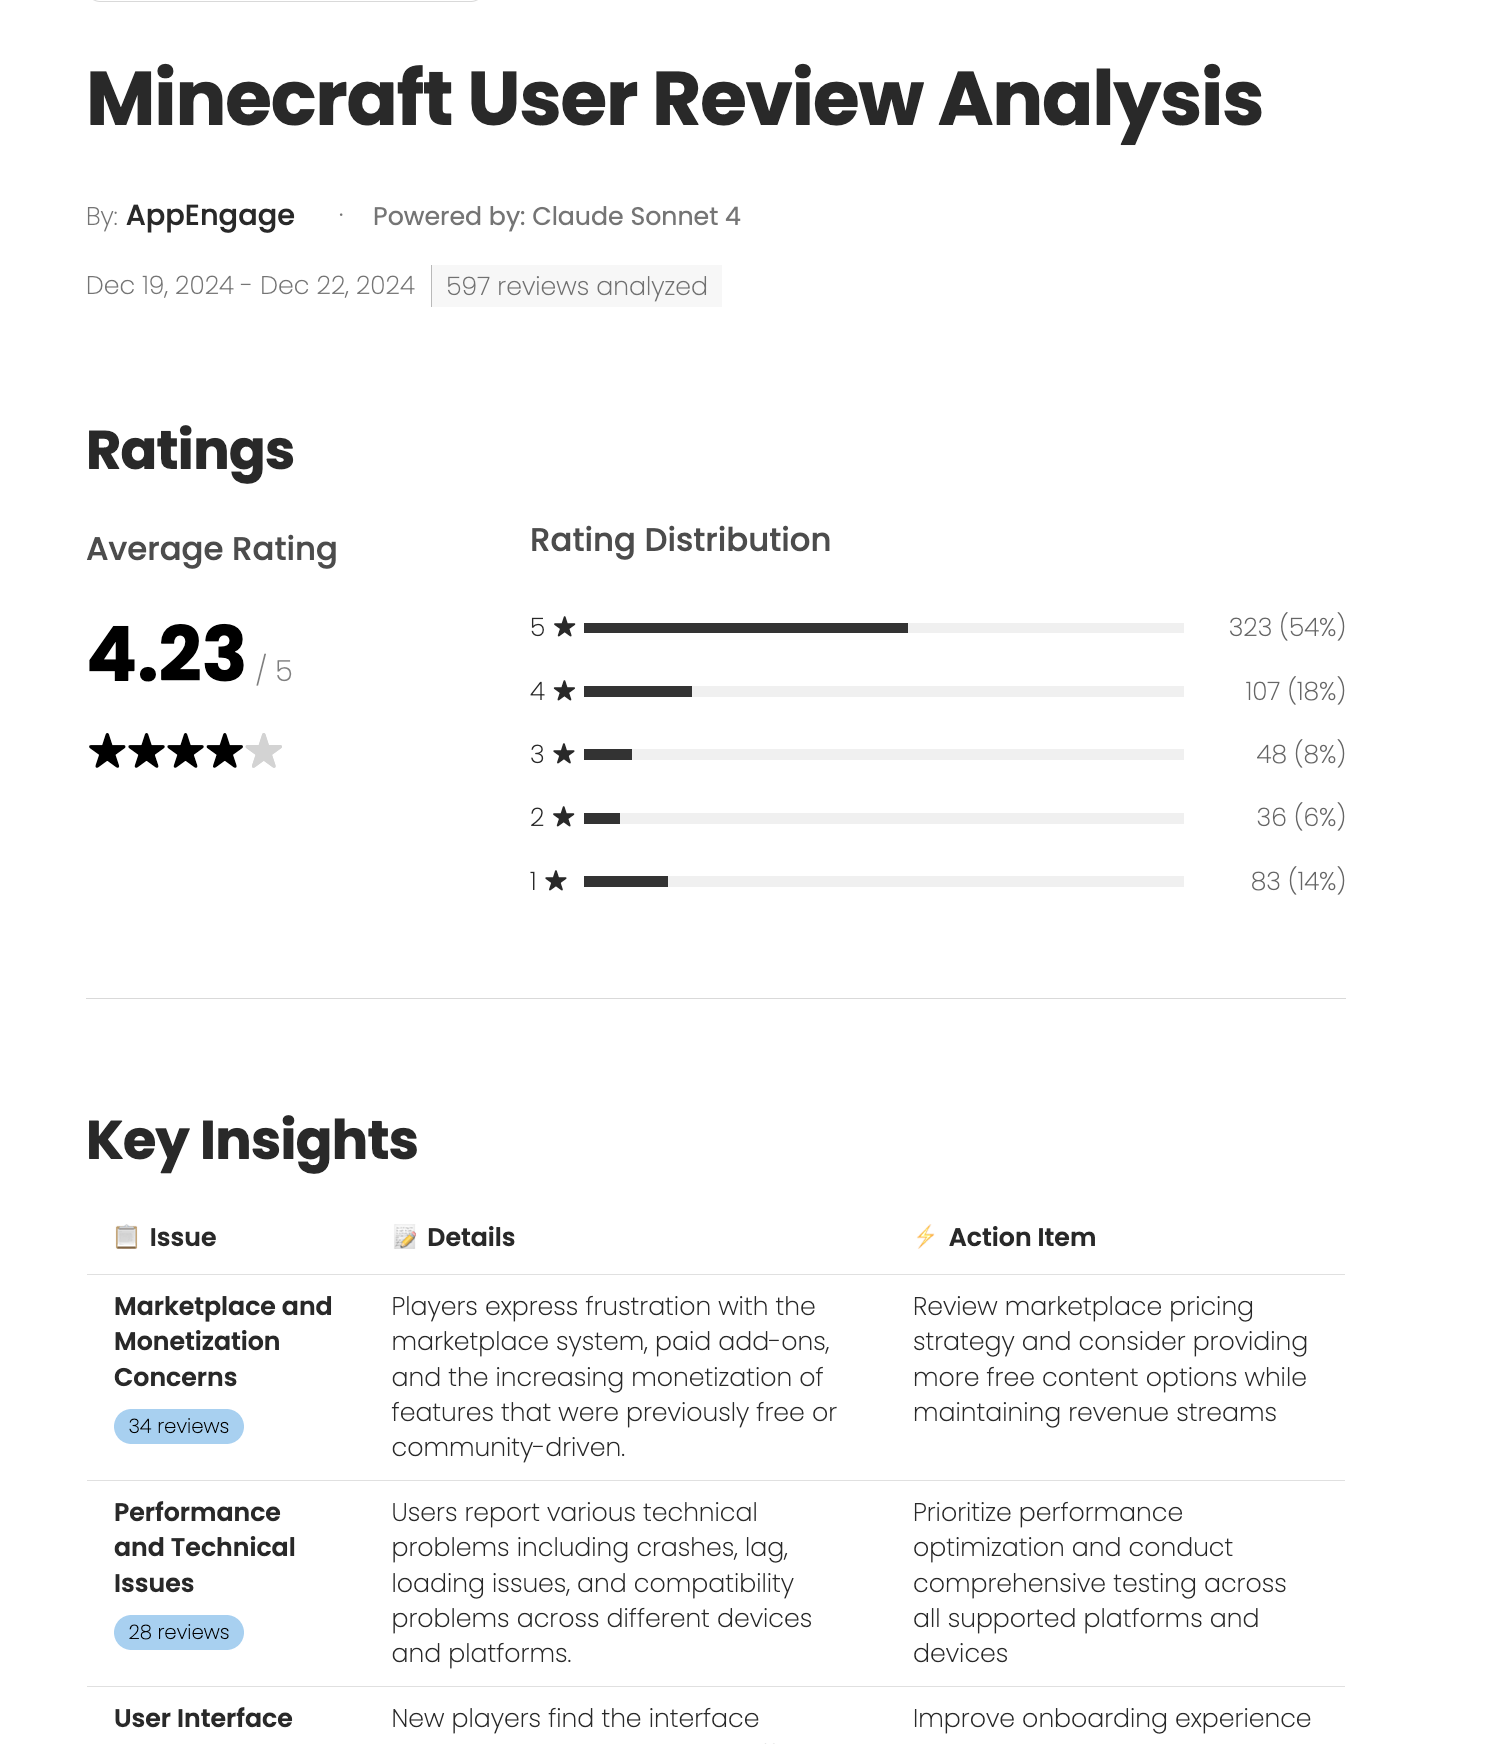 Minecraft User Review Analysis
By: AppEngage · Powered by: Claude Sonnet 4
Dec 19, 2024 - Dec 22, 2024 597 reviews analyzed
Ratings
Average Rating
4.23 / 5
Rating Distribution
5 ★ 323 (54%)
4 ★ 107 (18%)
3 ★ 48 (8%)
2 ★ 36 (6%)
1 ★ 83 (14%)
Key Insights
Issue
Details
Action Item
Marketplace and
Monetization
Concerns
34 reviews
Players express frustration with the
marketplace system, paid add-ons,
and the increasing monetization of
features that were previously free or
community-driven.
Review marketplace pricing
strategy and consider providing
more free content options while
maintaining revenue streams
Performance
and Technical
Issues
28 reviews
Users report various technical
problems including crashes, lag,
loading issues, and compatibility
problems across different devices
and platforms.
Prioritize performance
optimization and conduct
comprehensive testing across
all supported platforms and
devices
User Interface
New players find the interface
Improve onboarding experience